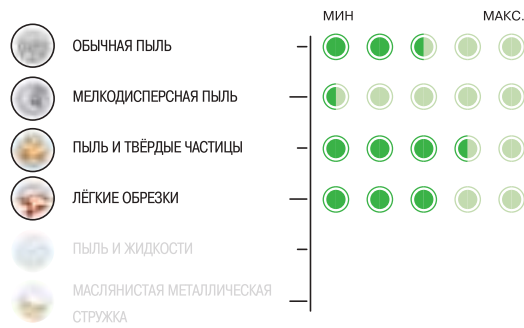 МИН МАКС.
ОБЫЧНАЯ ПЫЛЬ
МЕЛКОДИСПЕРСНАЯ ПЫЛЬ
ПЫЛЬ И ТВЁРДЫЕ ЧАСТИЦЫ
ЛЁГКИЕ ОБРЕЗКИ
ПЫЛЬ И ЖИДКОСТИ
МАСЛЯНИСТАЯ МЕТАЛЛИЧЕСКАЯ
СТРУЖКА